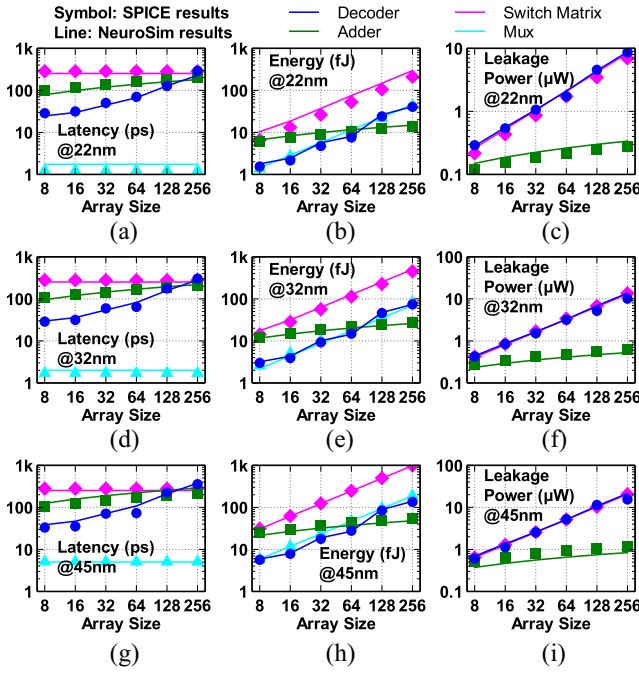 Symbol: SPICE results
Line: NeuroSim results
Decoder
Adder
Switch Matrix
Mux
1k
100
10
1
Latency (ps)
@22nm
8 16 32 64 128 256
Array Size
(a)
1k
100
10
1
Energy (fJ)
@22nm
8 16 32 64 128 256
Array Size
(b)
10
1
0.1
Leakage
Power (µW)
@22nm
8 16 32 64 128 256
Array Size
(c)
1k
100
10
1
Latency (ps)
@32nm
8 16 32 64 128 256
Array Size
(d)
1k
100
10
1
Energy (fJ)
@32nm
8 16 32 64 128 256
Array Size
(e)
100
10
1
0.1
Leakage
Power (µW)
@32nm
8 16 32 64 128 256
Array Size
(f)
1k
100
10
1
Latency (ps)
@45nm
8 16 32 64 128 256
Array Size
(g)
1k
100
10
1
Energy (fJ)
@45nm
8 16 32 64 128 256
Array Size
(h)
100
10
1
0.1
Leakage
Power (µW)
@45nm
8 16 32 64 128 256
Array Size
(i)